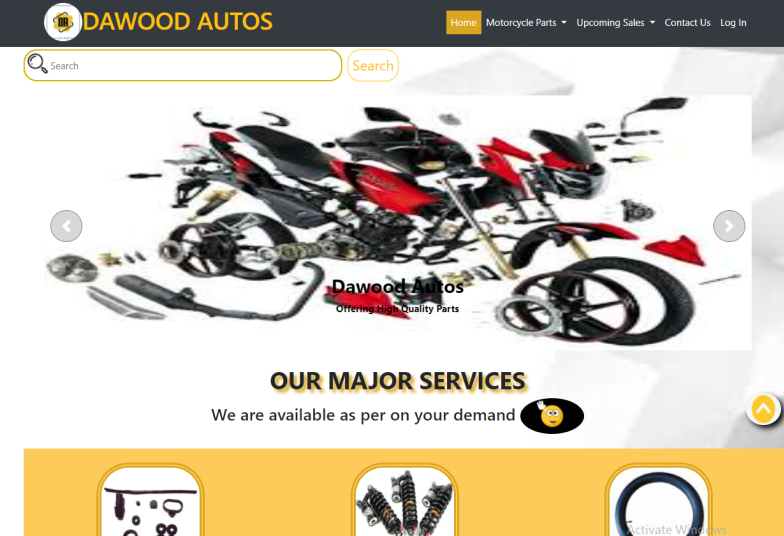 DAWOOD AUTOS
Home Motorcycle Parts Upcoming Sales Contact Us Log In
Search Search
Dawood Autos
Offering High Quality Parts
OUR MAJOR SERVICES
We are available as per on your demand
Activate Windows